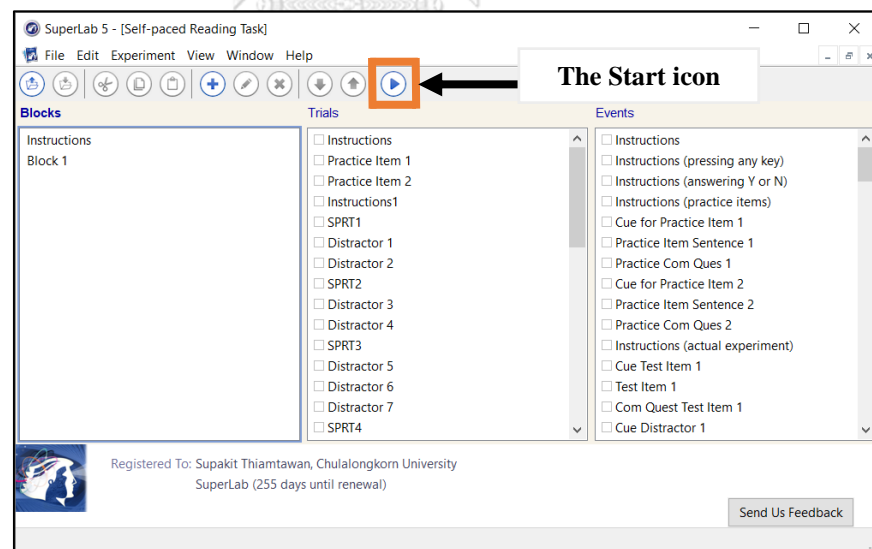 SuperLab 5 - [Self-paced Reading Task]
File Edit Experiment View Window Help
The Start icon
Blocks
Instructions
Block 1
Trials
Instructions
Practice Item 1
Practice Item 2
Instructions1
SPRT1
Distractor 1
Distractor 2
SPRT2
Distractor 3
Distractor 4
SPRT3
Distractor 5
Distractor 6
Distractor 7
SPRT4
Events
Instructions
Instructions (pressing any key)
Instructions (answering Y or N)
Instructions (practice items)
Cue for Practice Item 1
Practice Item Sentence 1
Practice Com Ques 1
Cue for Practice Item 2
Practice Item Sentence 2
Practice Com Ques 2
Instructions (actual experiment)
Cue Test Item 1
Test Item 1
Com Quest Test Item 1
Cue Distractor 1
Registered To: Supakit Thiamtawan, Chulalongkorn University
SuperLab (255 days until renewal)
Send Us Feedback